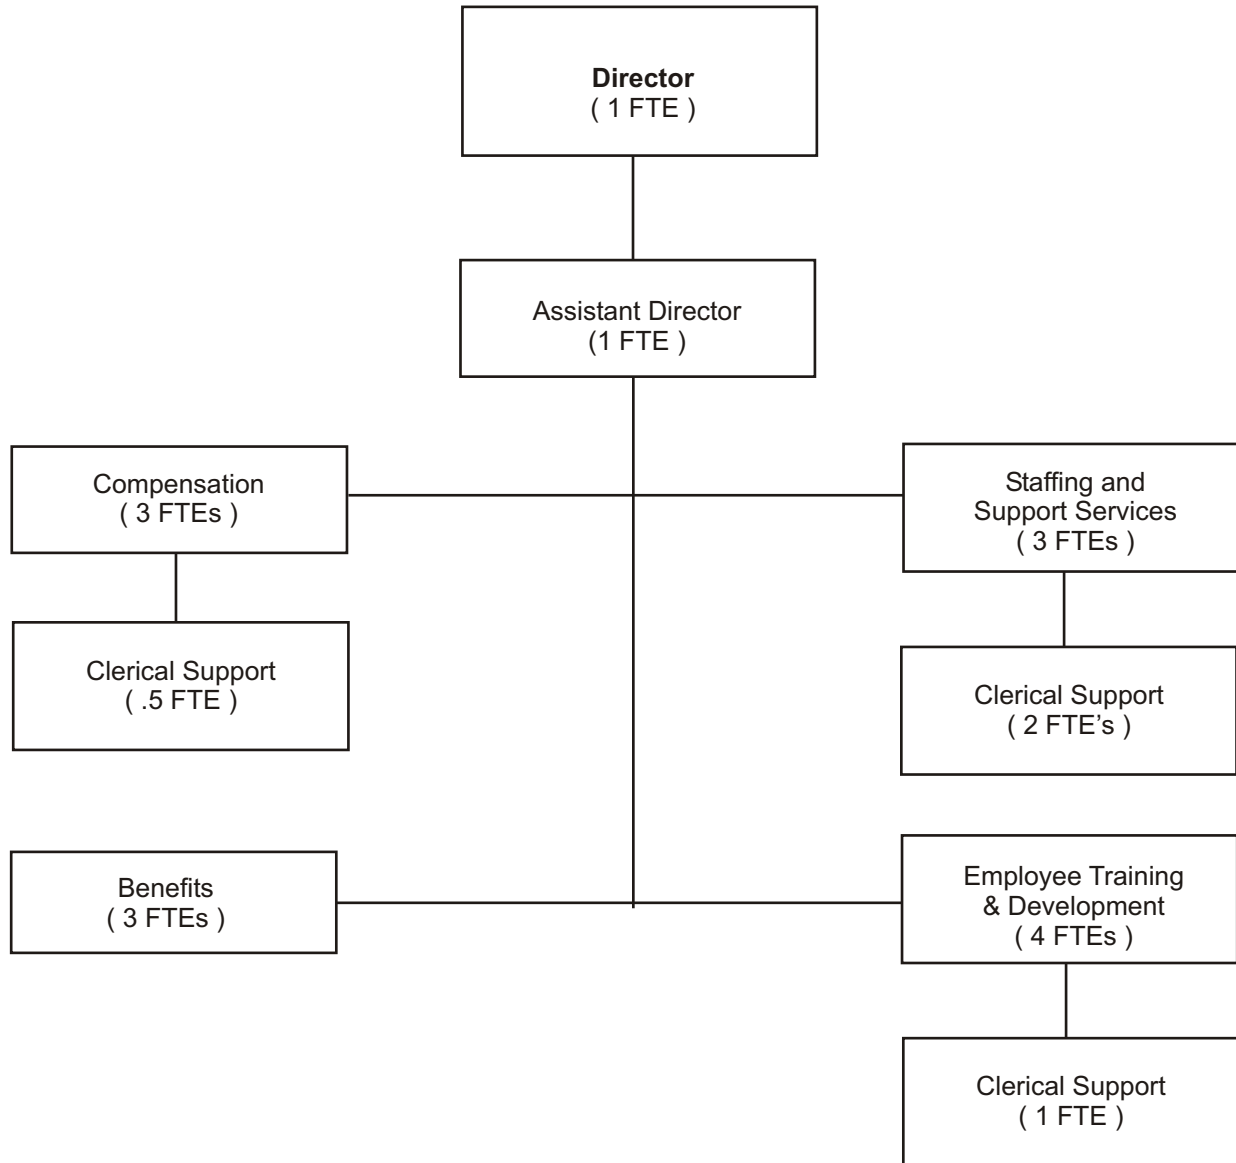 Director
( 1 FTE )
Assistant Director
(1 FTE )
Compensation
( 3 FTEs )
Staffing and
Support Services
( 3 FTEs )
Clerical Support
( .5 FTE )
Clerical Support
( 2 FTE’s )
Benefits
( 3 FTEs )
Employee Training
& Development
( 4 FTEs )
Clerical Support
( 1 FTE )